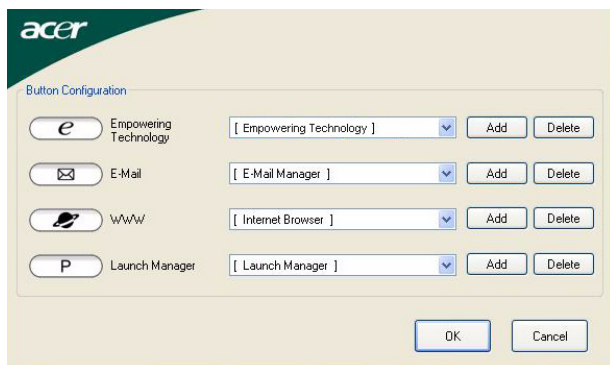 acer
Button Configuration
e Empowering Technology [ Empowering Technology ] Add Delete
E-Mail [ E-Mail Manager ] Add Delete
WWW [ Internet Browser ] Add Delete
P Launch Manager [ Launch Manager ] Add Delete
OK Cancel